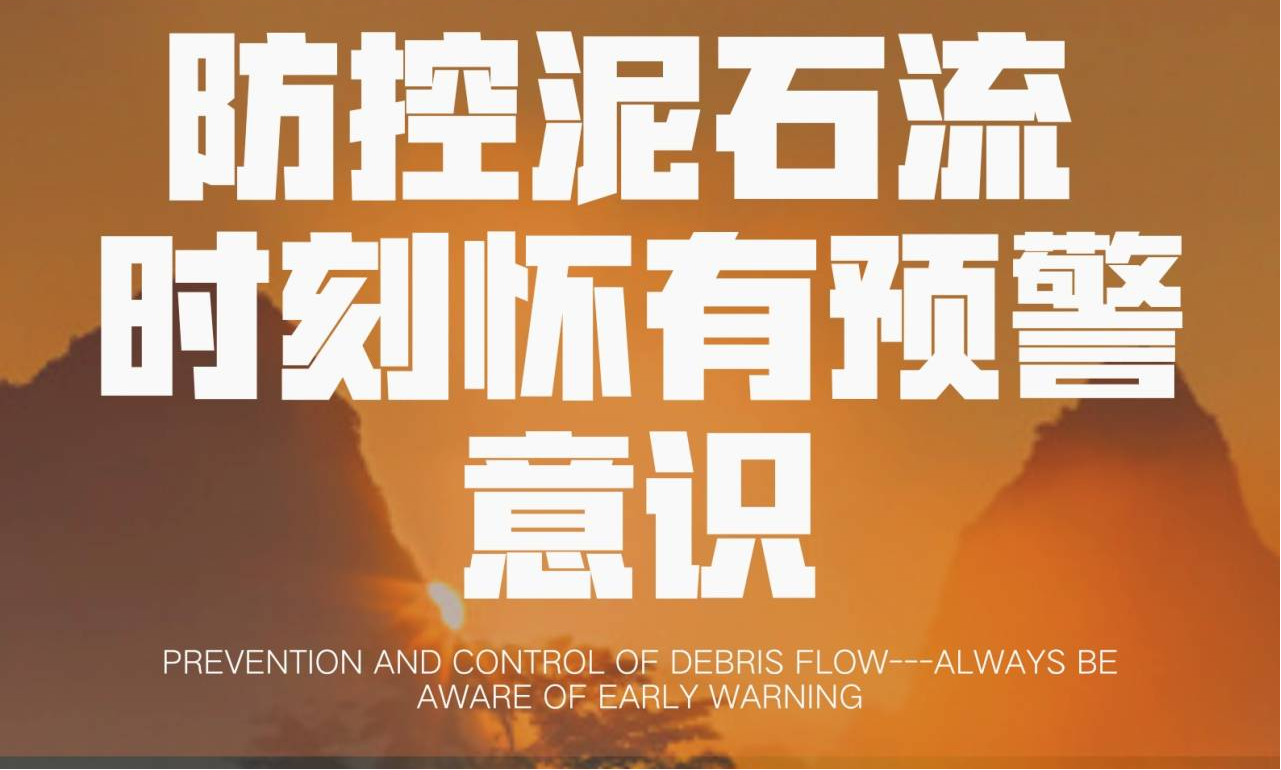 防控泥石流
时刻怀有预警
意识
PREVENTION AND CONTROL OF DEBRIS FLOW---ALWAYS BE
AWARE OF EARLY WARNING